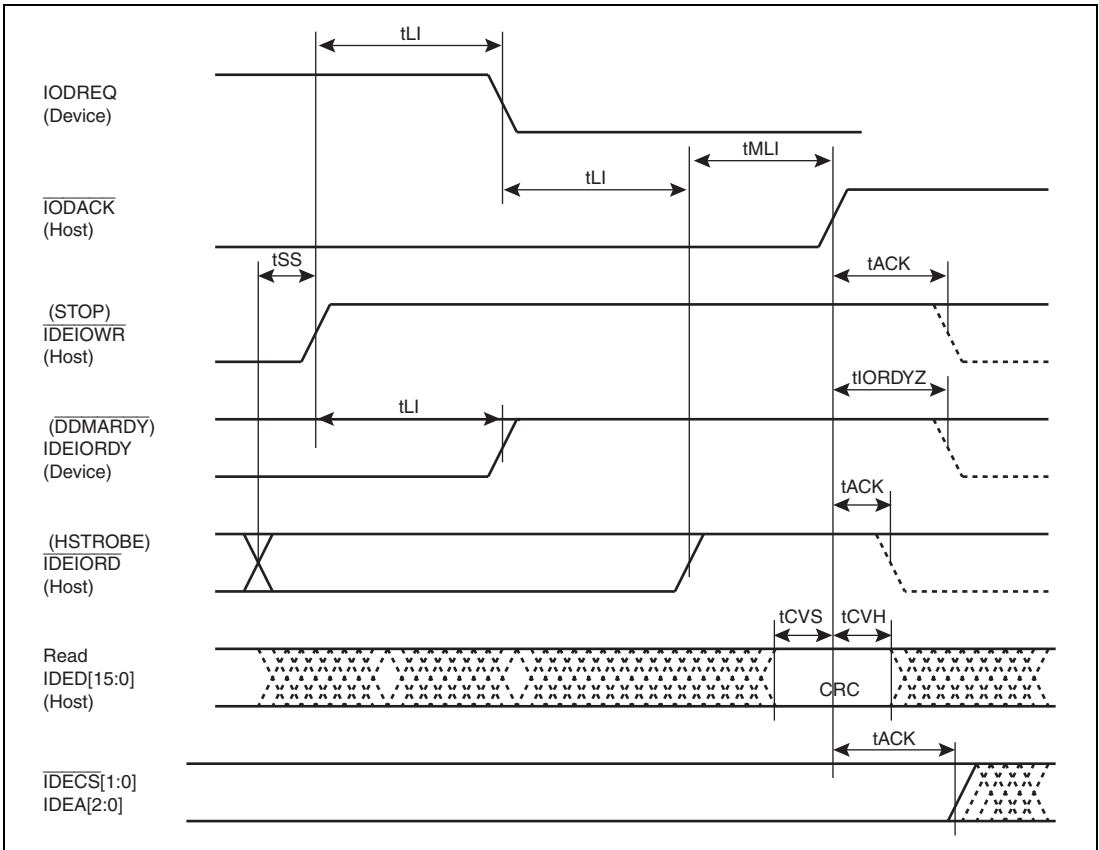 tLI
IODREQ
(Device)
tMLI
tLI
IODACK
(Host)
tSS
tACK
(STOP)
IDEIOWR
(Host)
tIORDYZ
tLI
(DDMARDY)
IDEIORDY
(Device)
tACK
(HSTROBE)
IDEIORD
(Host)
tCVS tCVH
Read
IDED[15:0]
(Host)
CRC
tACK
IDECS[1:0]
IDEA[2:0]